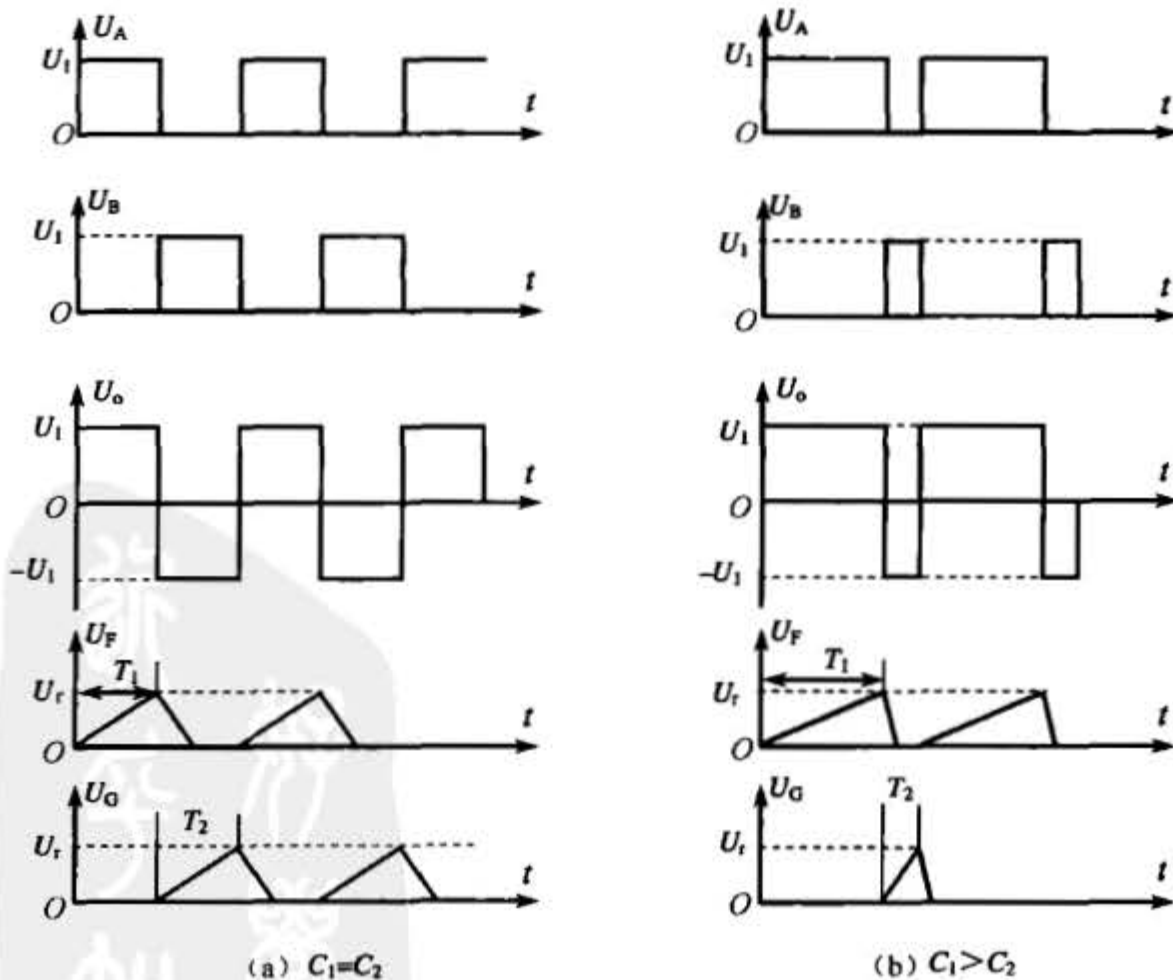 U_A
U_1
O
t
U_B
U_1
O
t
U_o
U_1
O
-U_1
t
U_F
T_1
U_r
O
t
U_G
T_2
U_r
O
t
(a) C_1=C_2
U_A
U_1
O
t
U_B
U_1
O
t
U_o
U_1
O
-U_1
t
U_F
T_1
U_r
O
t
U_G
T_2
U_r
O
t
(b) C_1>C_2